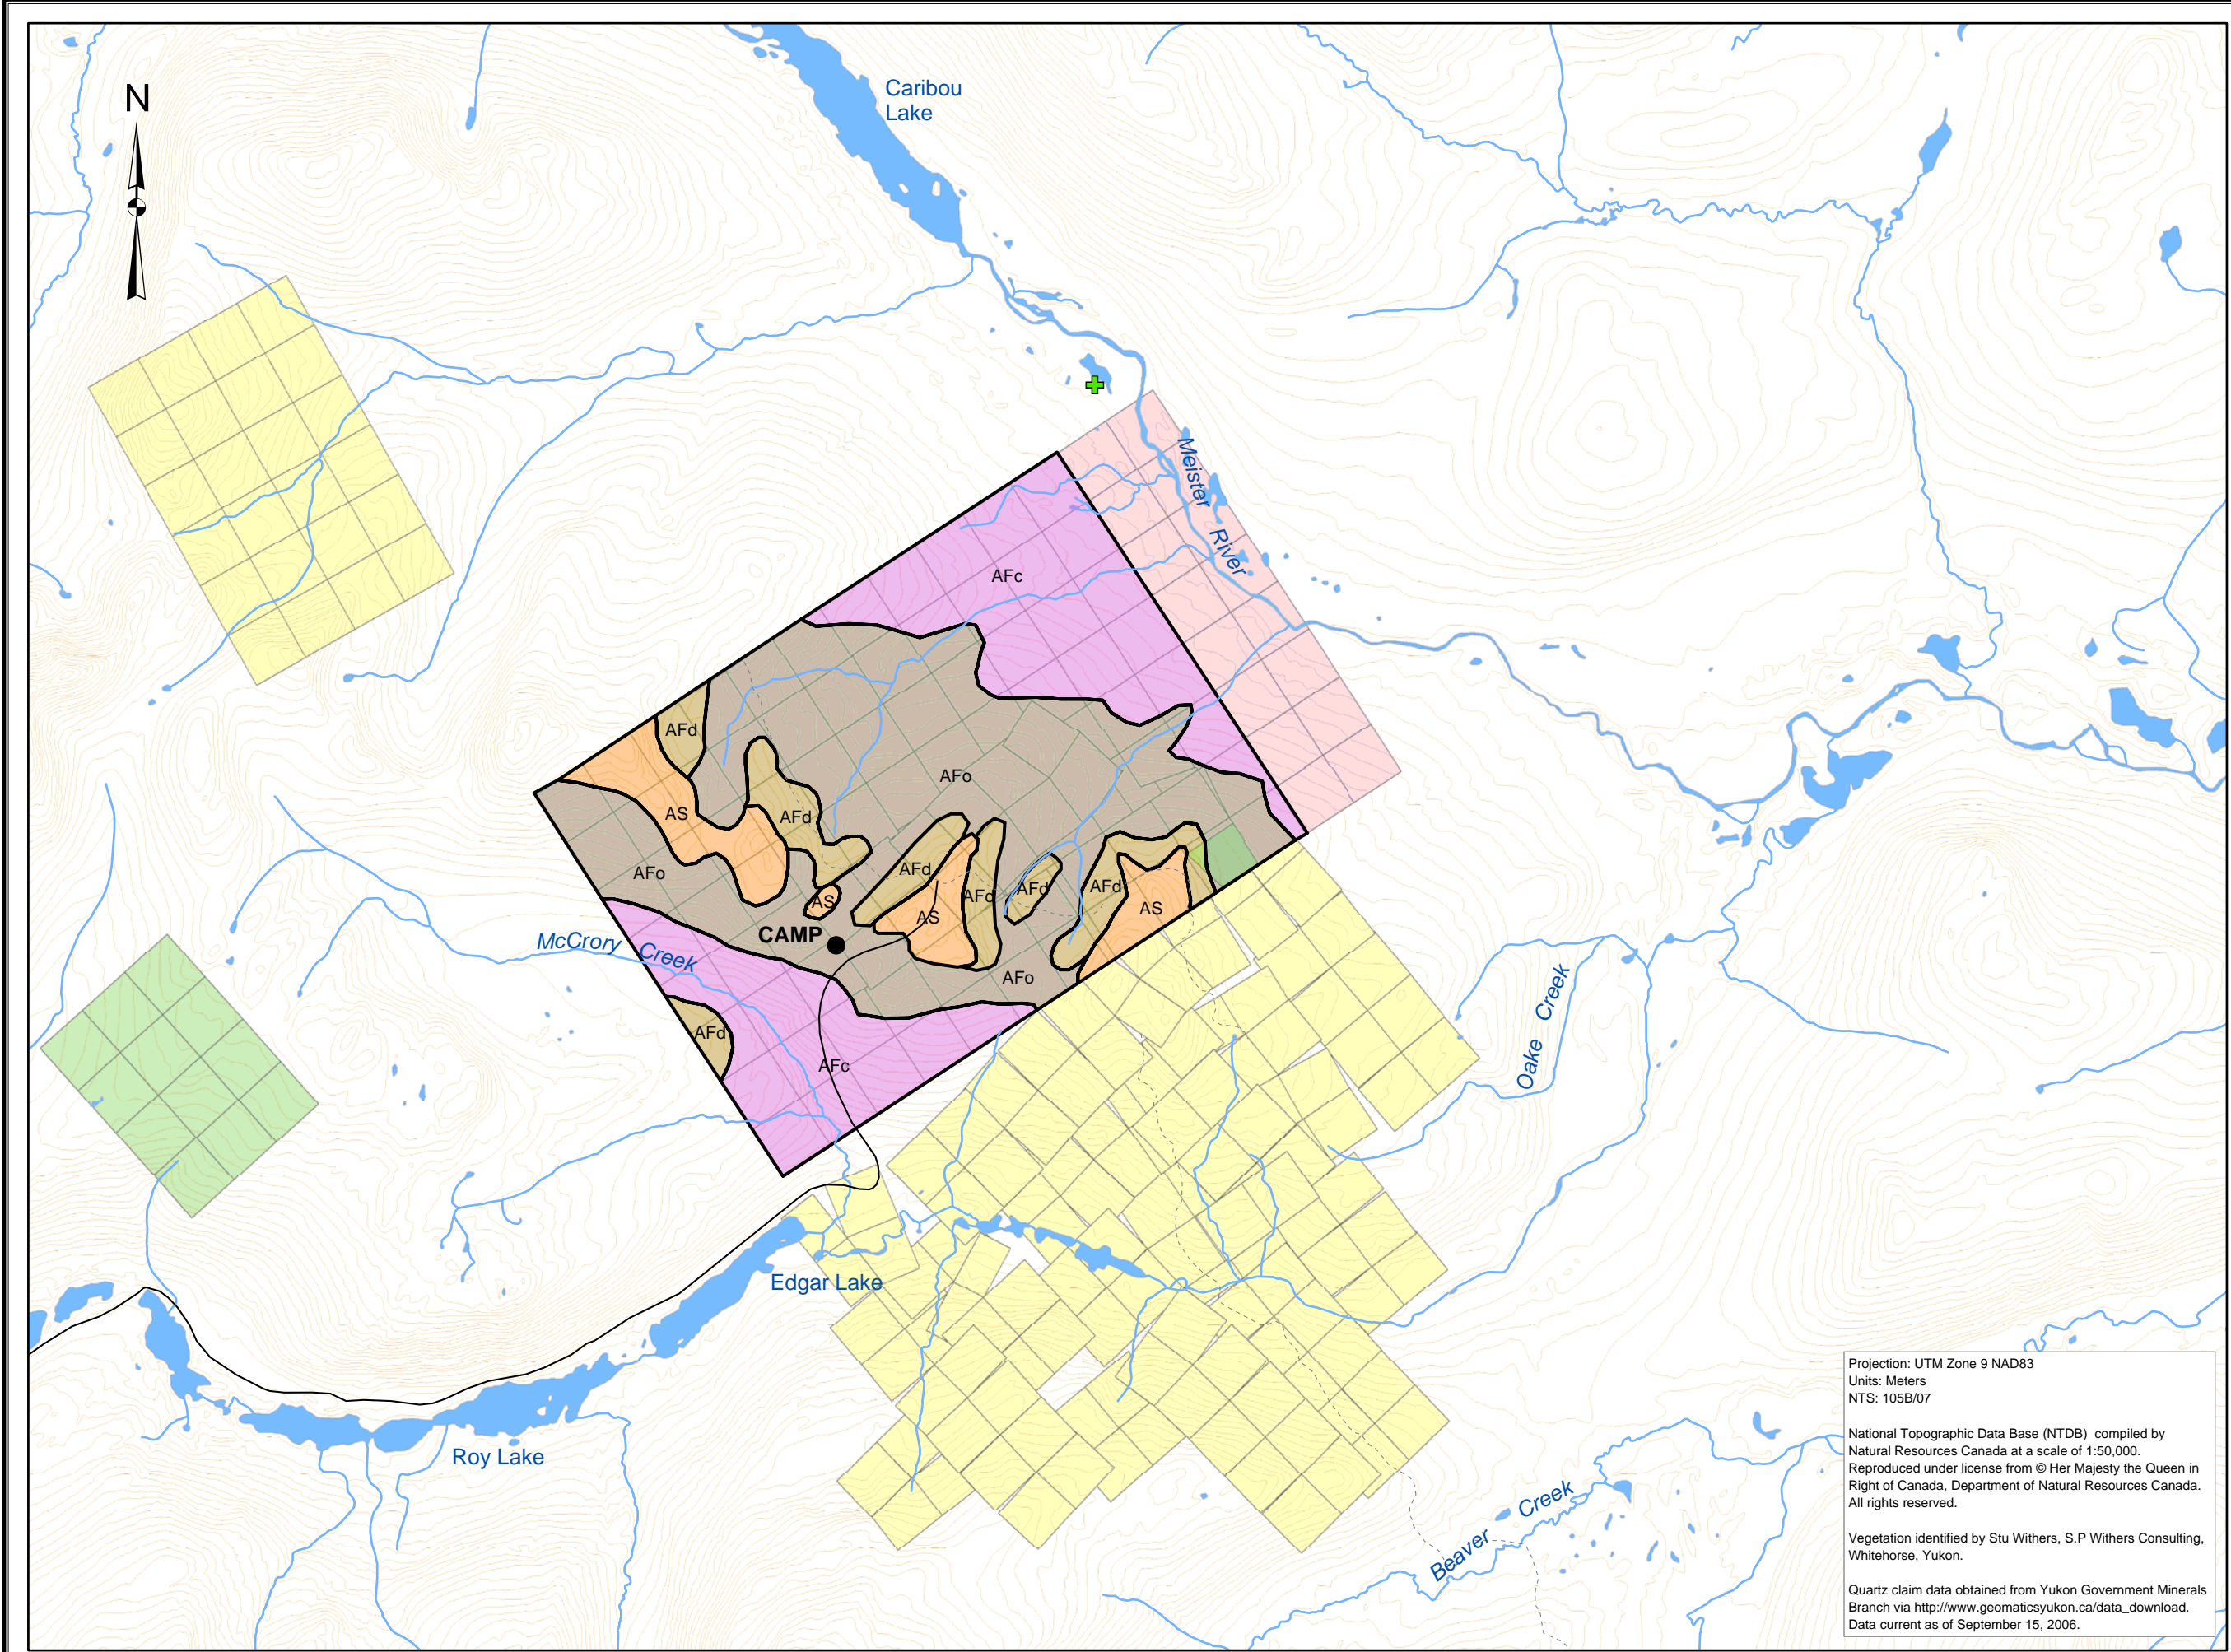 N
Caribou
Lake
Meister
River
AFc
AFd
AFo
AS
AFd
AFo
AFd
AFd
AFd
AFd
AS
AS
AS
CAMP
McCrory
Creek
AFo
AFd
AFc
Oake
Creek
Edgar Lake
Roy Lake
Beaver
Creek
Projection: UTM Zone 9 NAD83
Units: Meters
NTS: 105B/07
National Topographic Data Base (NTDB) compiled by
Natural Resources Canada at a scale of 1:50,000.
Reproduced under license from © Her Majesty the Queen in
Right of Canada, Department of Natural Resources Canada.
All rights reserved.
Vegetation identified by Stu Withers, S.P Withers Consulting,
Whitehorse, Yukon.
Quartz claim data obtained from Yukon Government Minerals
Branch via http://www.geomaticsyukon.ca/data_download.
Data current as of September 15, 2006.